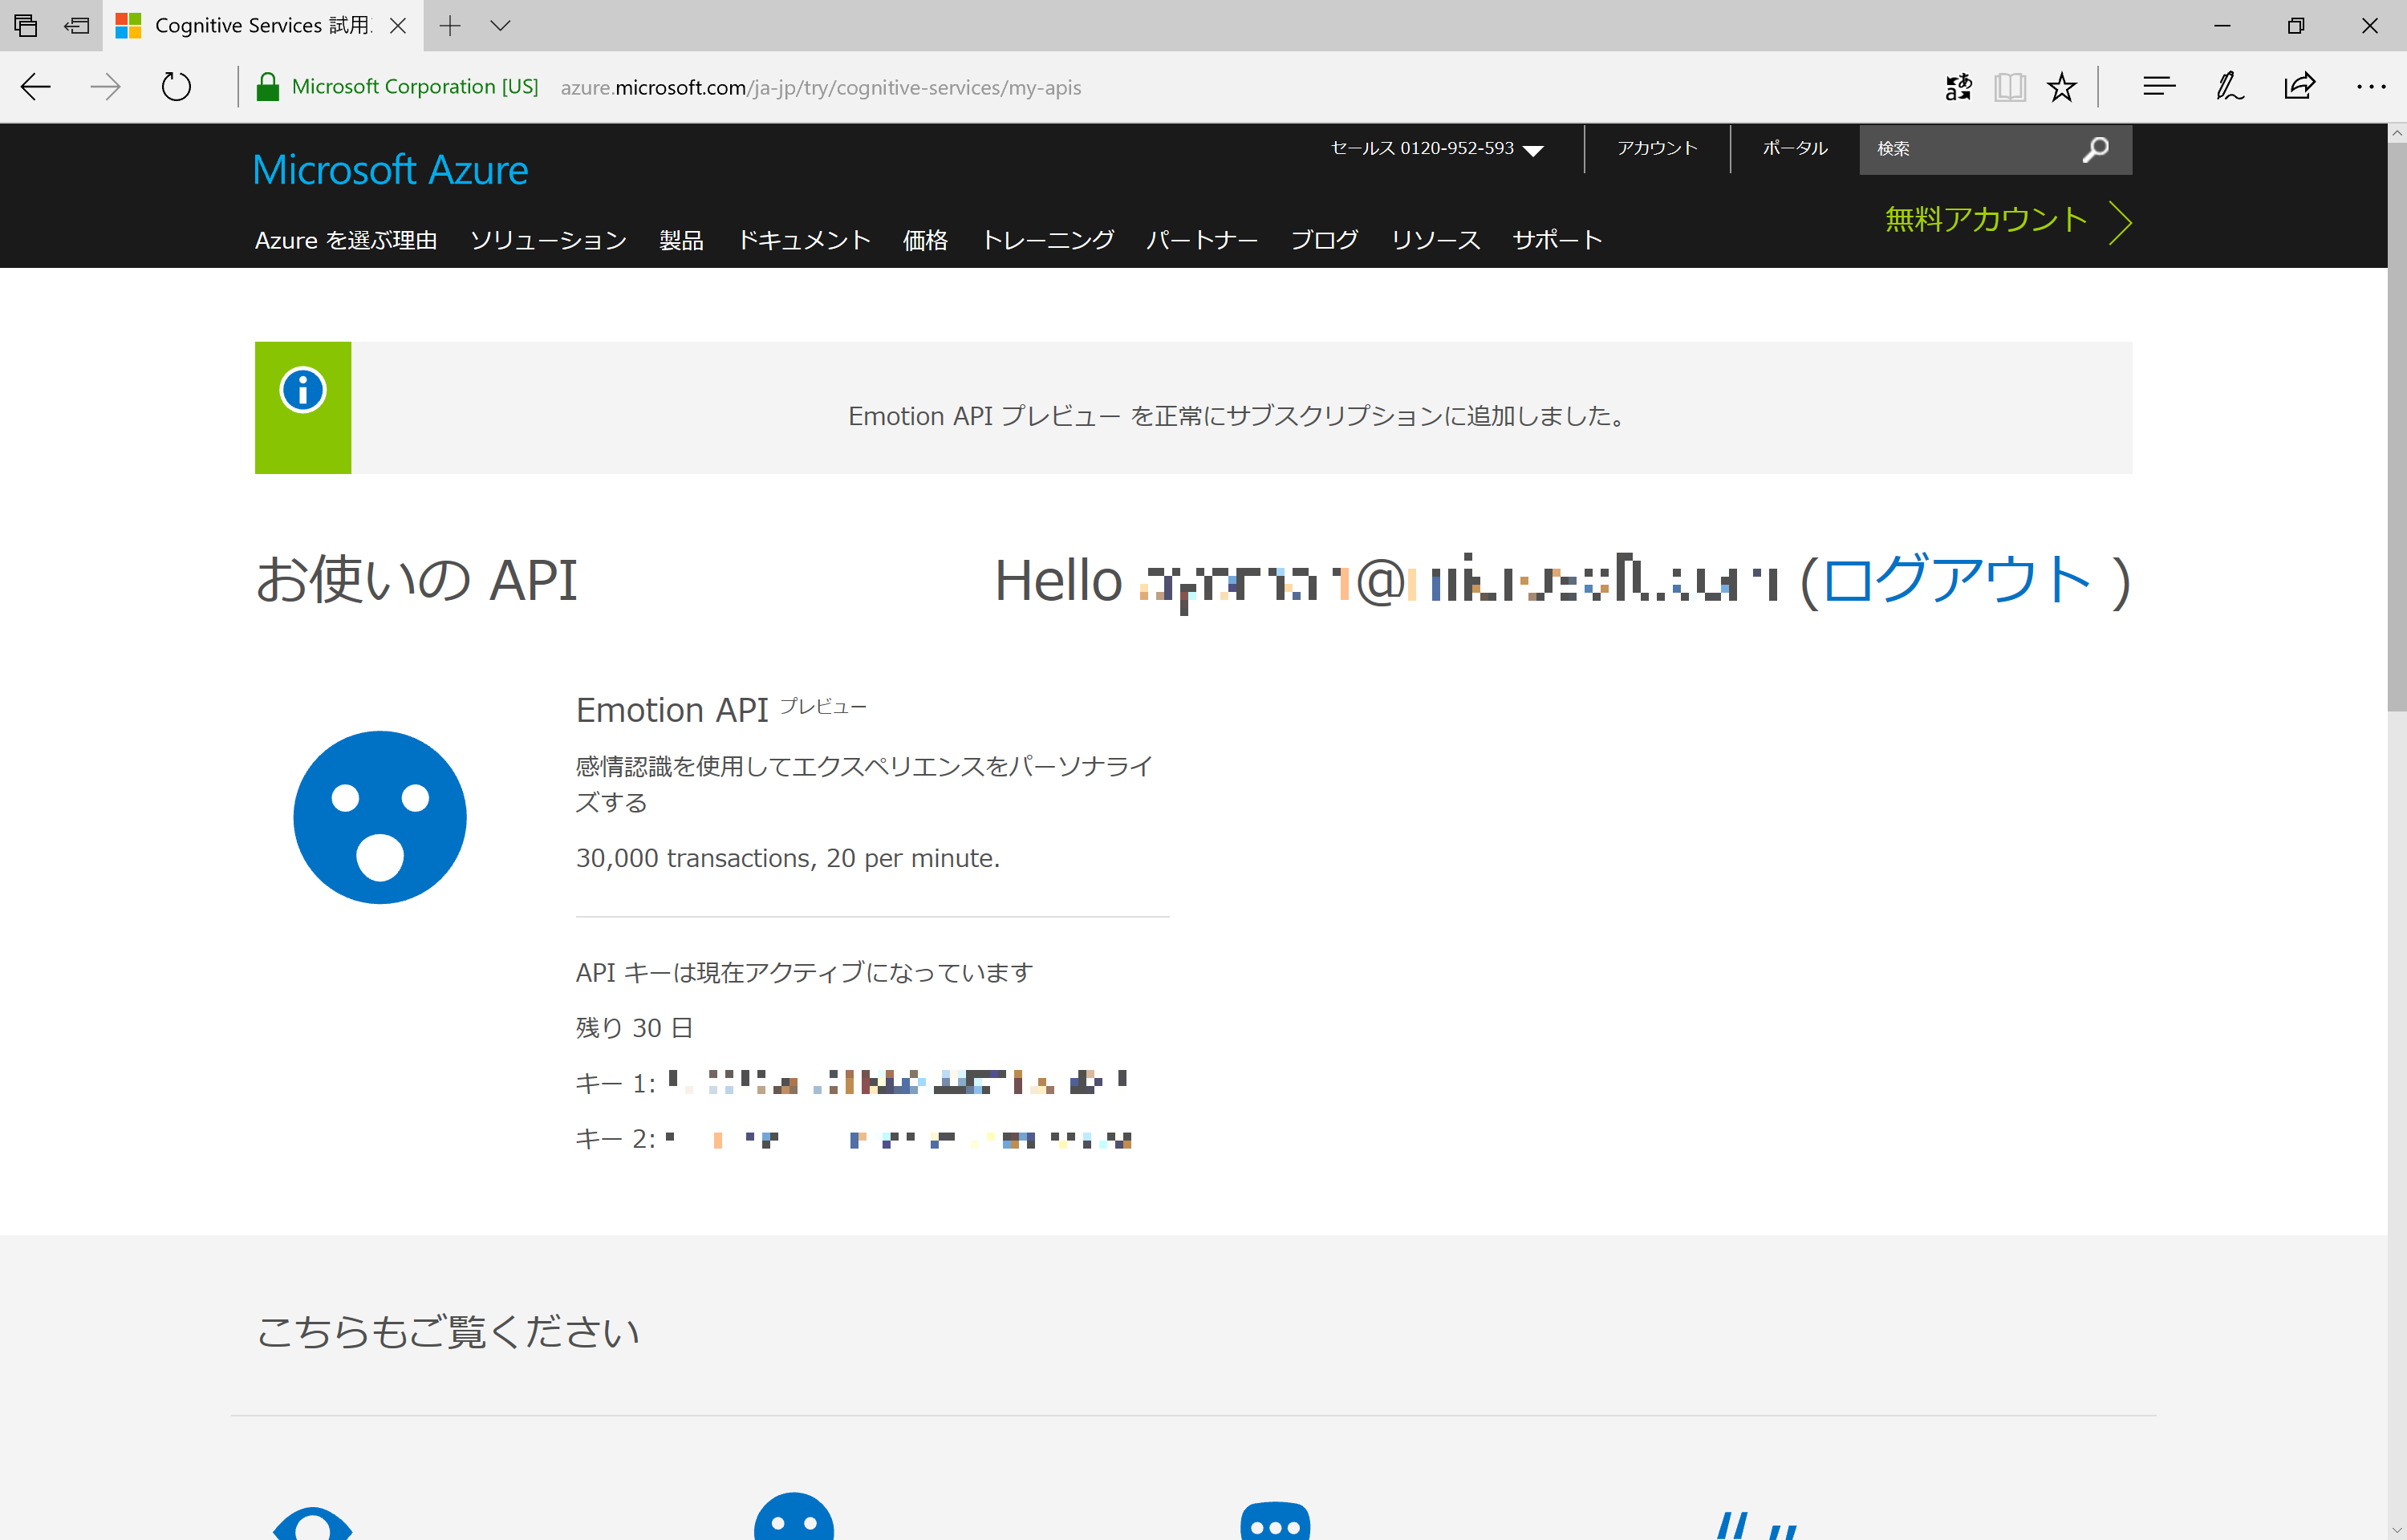 Cognitive Services 試用
Microsoft Corporation [US] azure.microsoft.com/ja-jp/try/cognitive-services/my-apis
セールス 0120-952-593 アカウント ポータル 検索
Microsoft Azure
無料アカウント
Azure を選ぶ理由 ソリューション 製品 ドキュメント 価格 トレーニング パートナー ブログ リソース サポート
Emotion API プレビュー を正常にサブスクリプションに追加しました。
お使いの API
Hello @ (ログアウト )
Emotion API プレビュー
感情認識を使用してエクスペリエンスをパーソナライ
ズする
30,000 transactions, 20 per minute.
API キーは現在アクティブになっています
残り 30 日
キー 1:
キー 2:
こちらもご覧ください